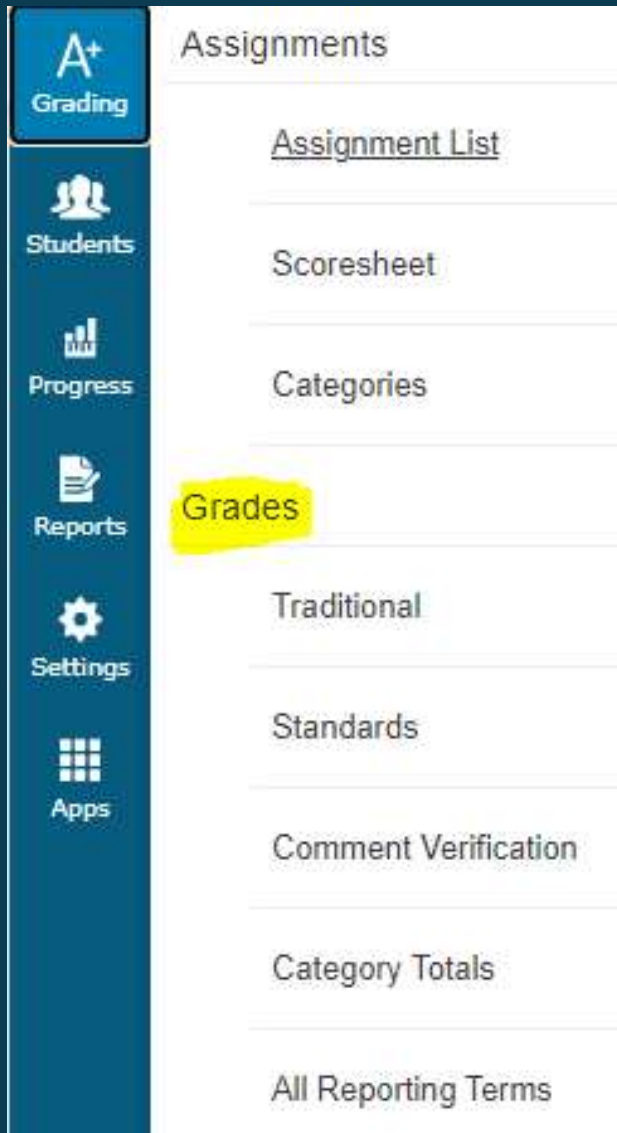 A+
Grading
Students
Progress
Reports
Settings
Apps
Assignments
Assignment List
Scoresheet
Categories
Grades
Traditional
Standards
Comment Verification
Category Totals
All Reporting Terms